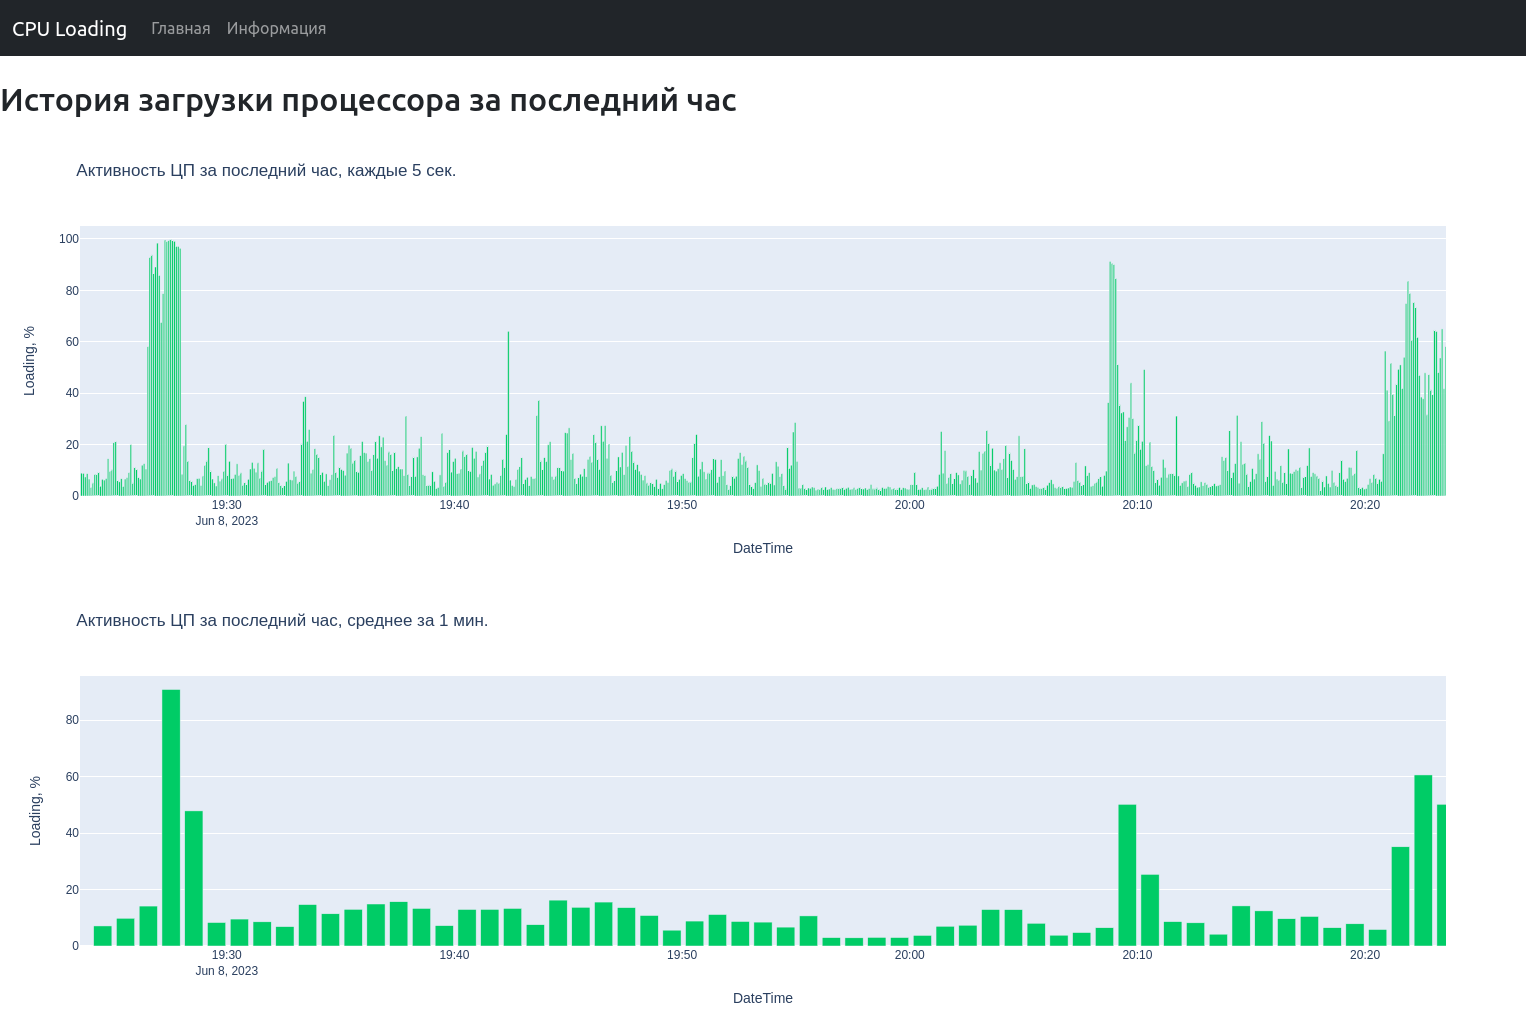 CPU Loading Главная Информация
История загрузки процессора за последний час
Активность ЦП за последний час, каждые 5 сек.
100
80
60
40
20
0
Loading, %
19:30 19:40 19:50 20:00 20:10 20:20
Jun 8, 2023
DateTime
Активность ЦП за последний час, среднее за 1 мин.
80
60
40
20
0
Loading, %
19:30 19:40 19:50 20:00 20:10 20:20
Jun 8, 2023
DateTime